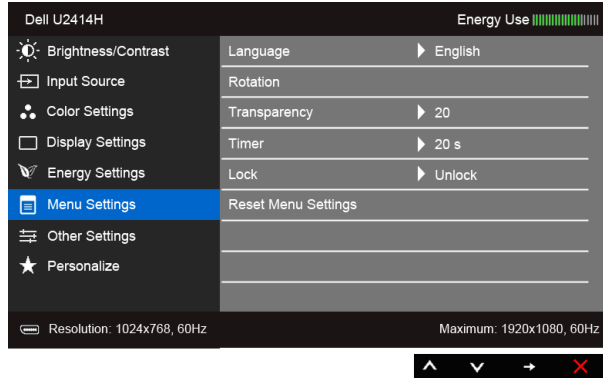 Dell U2414H Energy Use
Brightness/Contrast Language English
Input Source Rotation
Color Settings Transparency 20
Display Settings Timer 20 s
Energy Settings Lock Unlock
Menu Settings Reset Menu Settings
Other Settings
Personalize
Resolution: 1024x768, 60Hz Maximum: 1920x1080, 60Hz